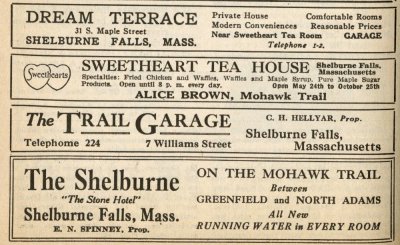 DREAM TERRACE
31 S. Maple Street
SHELBURNE FALLS, MASS.
Private House Comfortable Rooms
Modern Conveniences Reasonable Prices
Near Sweetheart Tea Room GARAGE
Telephone 1-2.
Sweethearts
SWEETHEART TEA HOUSE
Shelburne Falls,
Massachusetts
Specialties: Fried Chicken and Waffles, Waffles and Maple Syrup, Pure Maple Sugar
Products. Open until 8 p. m. every day. Open May 24th to October 25th
ALICE BROWN, Mohawk Trail
The TRAIL GARAGE
Telephome 224 7 Williams Street
C. H. HELLYAR, Prop.
Shelburne Falls,
Massachusetts
The Shelburne
"The Stone Hotel"
Shelburne Falls, Mass.
E. N. SPINNEY, Prop.
ON THE MOHAWK TRAIL
Between
GREENFIELD and NORTH ADAMS
All New
RUNNING WATER in EVERY ROOM